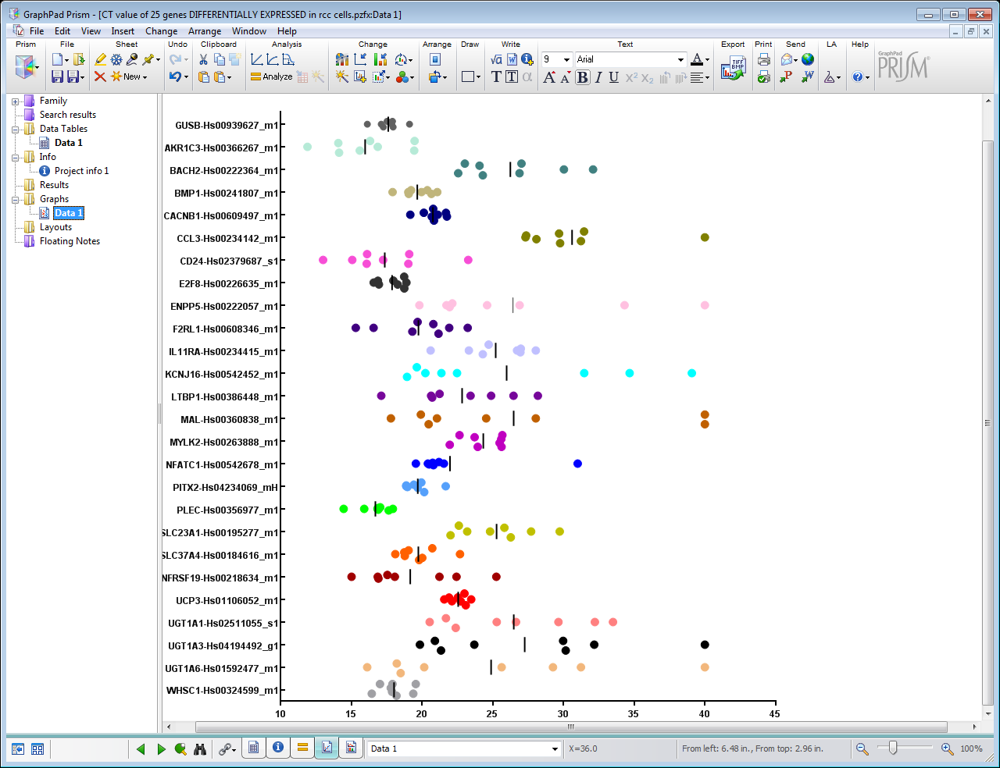 GraphPad Prism - [CT value of 25 genes DIFFERENTIALLY EXPRESSED in rcc cells.pzfx:Data 1]
File Edit View Insert Change Arrange Window Help
Prism File Sheet Undo Clipboard Analysis Change Arrange Draw Write Text Export Print Send LA Help
√α W 9 Arial A TIFF BMP GraphPad PRISM®
New Analyze T T α A A B I U X² X₂ P W
Family
Search results
Data Tables
Data 1
Info
Project info 1
Results
Graphs
Data 1
Layouts
Floating Notes
GUSB-Hs00939627_m1
AKR1C3-Hs00366267_m1
BACH2-Hs00222364_m1
BMP1-Hs00241807_m1
CACNB1-Hs00609497_m1
CCL3-Hs00234142_m1
CD24-Hs02379687_s1
E2F8-Hs00226635_m1
ENPP5-Hs00222057_m1
F2RL1-Hs00608346_m1
IL11RA-Hs00234415_m1
KCNJ16-Hs00542452_m1
LTBP1-Hs00386448_m1
MAL-Hs00360838_m1
MYLK2-Hs00263888_m1
NFATC1-Hs00542678_m1
PITX2-Hs04234069_mH
PLEC-Hs00356977_m1
SLC23A1-Hs00195277_m1
SLC37A4-Hs00184616_m1
NFRSF19-Hs00218634_m1
UCP3-Hs01106052_m1
UGT1A1-Hs02511055_s1
UGT1A3-Hs04194492_g1
UGT1A6-Hs01592477_m1
WHSC1-Hs00324599_m1
10 15 20 25 30 35 40 45
Data 1 X=36.0 From left: 6.48 in., From top: 2.96 in. 100%